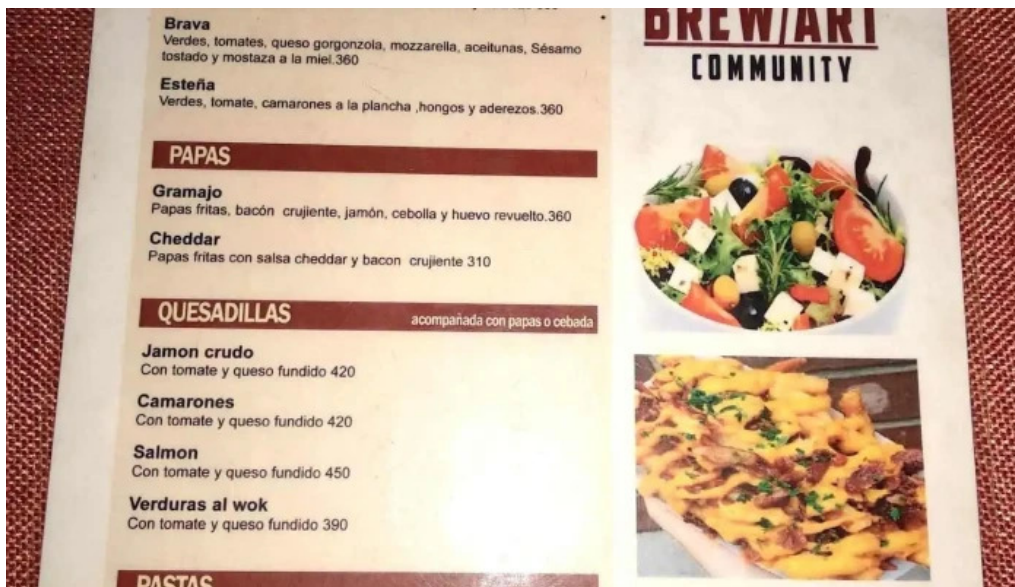 Brava
Verdes, tomates, queso gorgonzola, mozzarella, aceitunas, Sésamo
tostado y mostaza a la miel.360
Esteña
Verdes, tomate, camarones a la plancha ,hongos y aderezos.360
PAPAS
Gramajo
Papas fritas, bacón crujiente, jamón, cebolla y huevo revuelto.360
Cheddar
Papas fritas con salsa cheddar y bacon crujiente 310
QUESADILLAS
acompañada con papas o cebada
Jamon crudo
Con tomate y queso fundido 420
Camarones
Con tomate y queso fundido 420
Salmon
Con tomate y queso fundido 450
Verduras al wok
Con tomate y queso fundido 390
PASTAS
BREW/ART
COMMUNITY